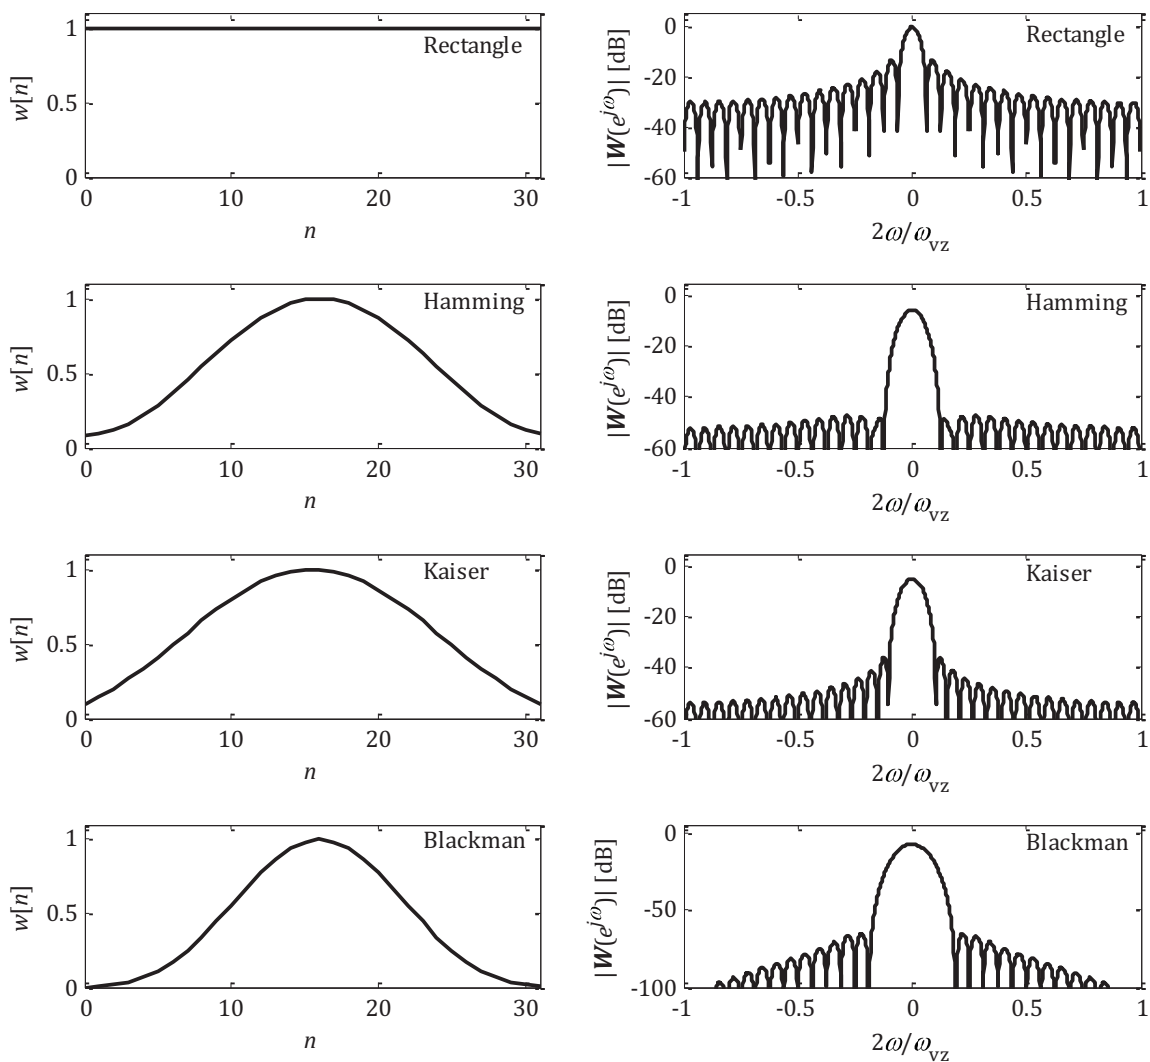 1
0.5
0
w[n]
Rectangle
0 10 20 30
n
0
-20
-40
-60
|W(e^{jω})| [dB]
Rectangle
-1 -0.5 0 0.5 1
2ω/ω_vz
1
0.5
0
w[n]
Hamming
0 10 20 30
n
0
-20
-40
-60
|W(e^{jω})| [dB]
Hamming
-1 -0.5 0 0.5 1
2ω/ω_vz
1
0.5
0
w[n]
Kaiser
0 10 20 30
n
0
-20
-40
-60
|W(e^{jω})| [dB]
Kaiser
-1 -0.5 0 0.5 1
2ω/ω_vz
1
0.5
0
w[n]
Blackman
0 10 20 30
n
0
-50
-100
|W(e^{jω})| [dB]
Blackman
-1 -0.5 0 0.5 1
2ω/ω_vz